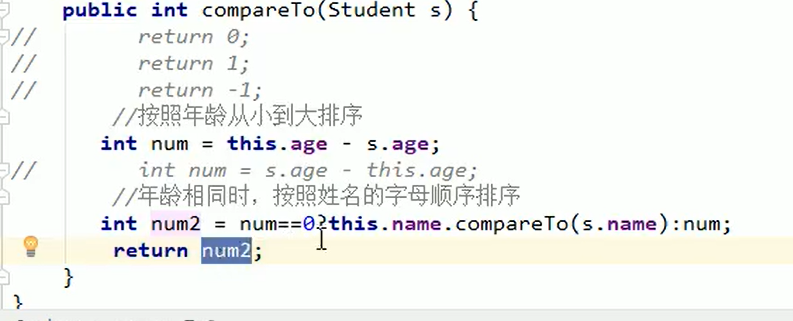 public int compareTo(Student s) {
// return 0;
// return 1;
// return -1;
//按照年龄从小到大排序
int num = this.age - s.age;
// int num = s.age - this.age;
//年龄相同时，按照姓名的字母顺序排序
int num2 = num==0?this.name.compareTo(s.name):num;
return num2;
}
}